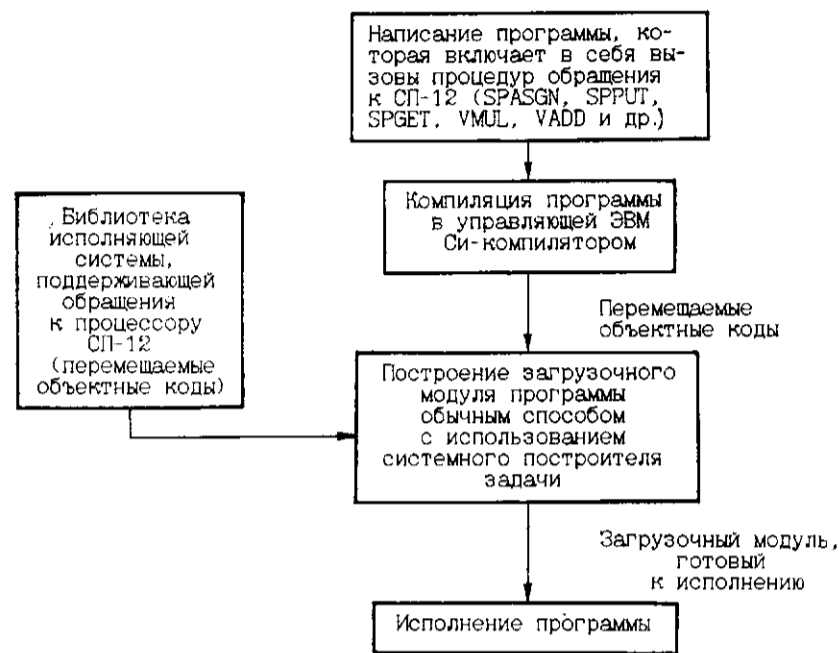 Написание программы, ко-
торая включает в себя вы-
зовы процедур обращения
к СП-12 (SPASGN, SPPUT,
SPGET, VMUL, VADD и др.)
Компиляция программы
в управляющей ЭВМ
Си-компилятором
Библиотека
исполняющей
системы,
поддерживающей
обращения
к процессору
СП-12
(перемещаемые
объектные коды)
Перемещаемые
объектные коды
Построение загрузочного
модуля программы
обычным способом
с использованием
системного построителя
задачи
Загрузочный модуль,
готовый
к исполнению
Исполнение программы